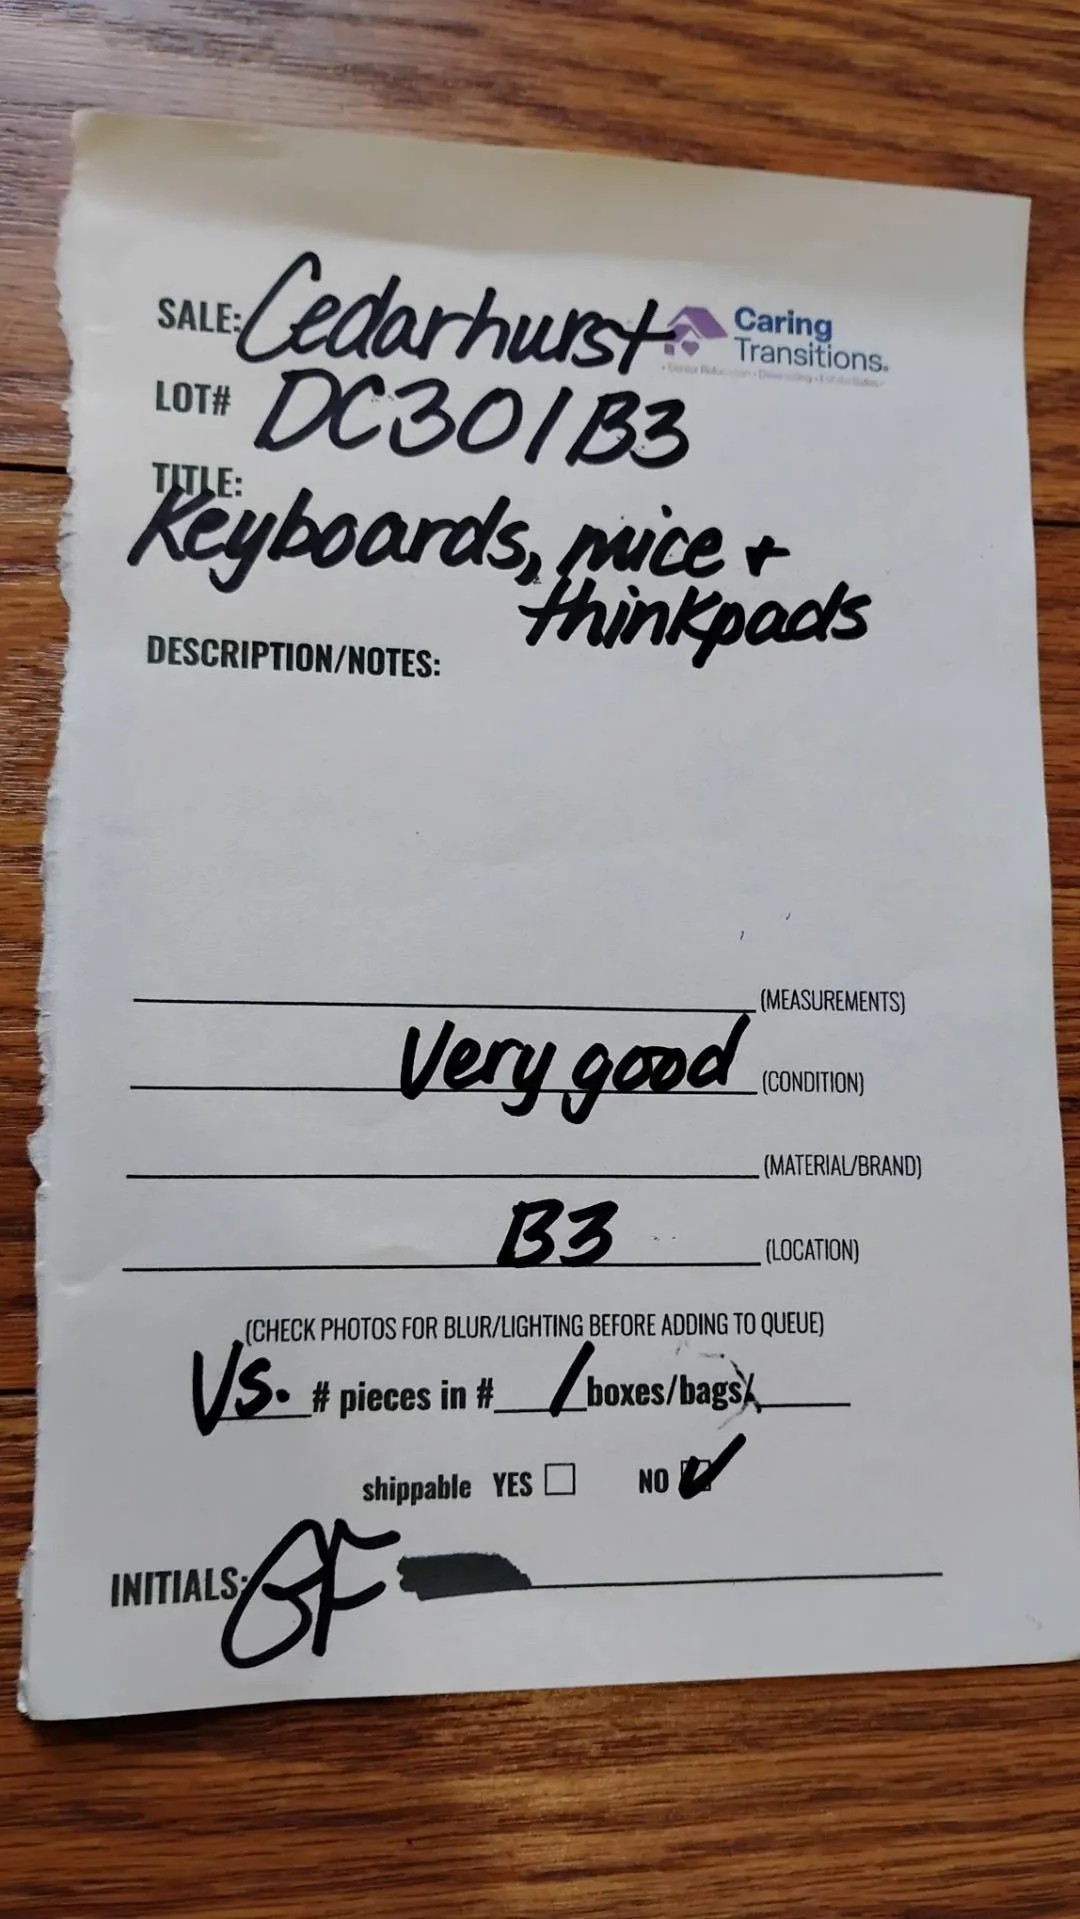 SALE: Cedarhurst
Caring
Transitions.
LOT# DC301B3
TITLE:
Keyboards, mice +
thinkpads
DESCRIPTION/NOTES:
(MEASUREMENTS)
Very good (CONDITION)
(MATERIAL/BRAND)
B3 (LOCATION)
(CHECK PHOTOS FOR BLUR/LIGHTING BEFORE ADDING TO QUEUE)
VS. # pieces in # 1 boxes/bags/
shippable YES NO
INITIALS: GF